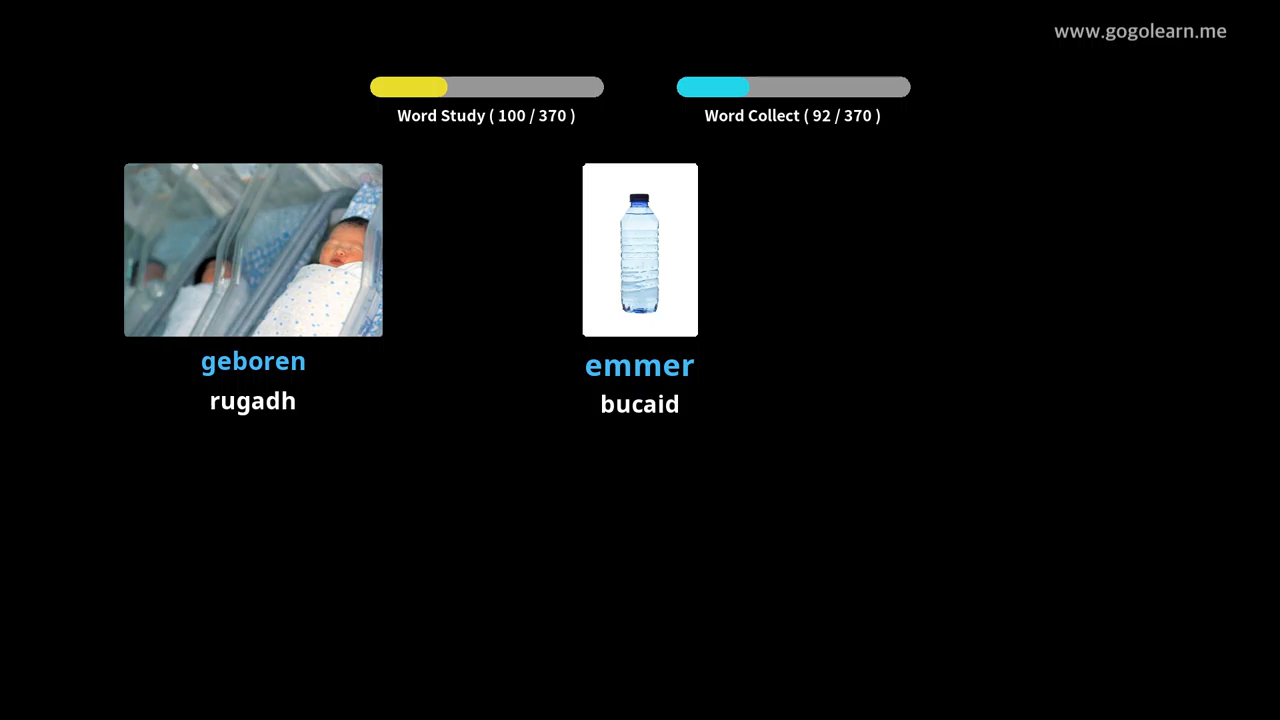 www.gogolearn.me
Word Study ( 100 / 370 )
Word Collect ( 92 / 370 )
geboren
rugadh
emmer
bucaid